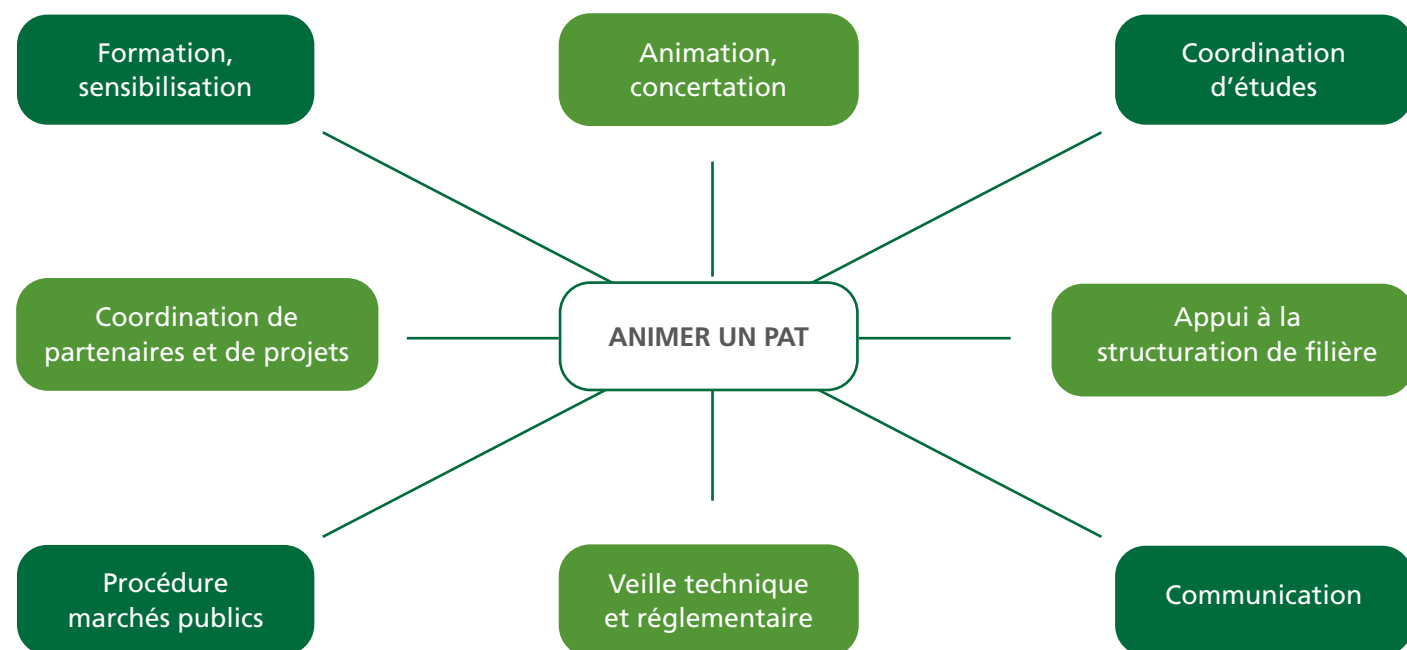 Formation,
sensibilisation
Animation,
concertation
Coordination
d’études
Coordination de
partenaires et de projets
ANIMER UN PAT
Appui à la
structuration de filière
Procédure
marchés publics
Veille technique
et réglementaire
Communication